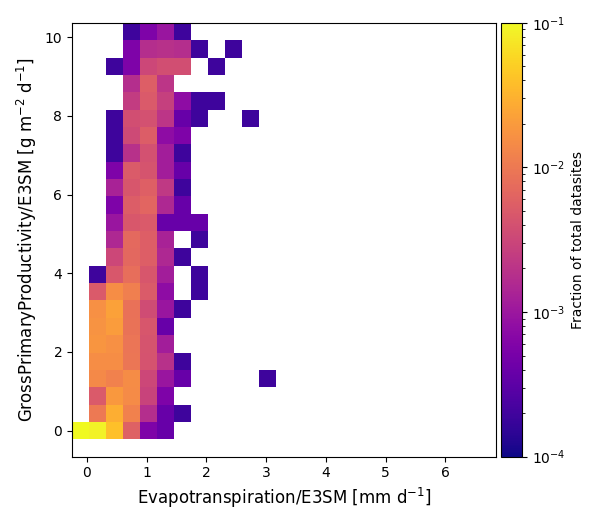 10
8
6
4
2
0
GrossPrimaryProductivity/E3SM [g m⁻² d⁻¹]
0 1 2 3 4 5 6
Evapotranspiration/E3SM [mm d⁻¹]
10⁻¹
10⁻²
10⁻³
10⁻⁴
Fraction of total datasites